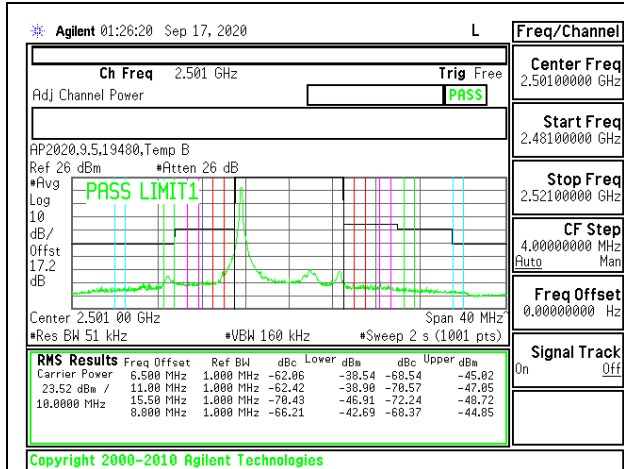 Agilent 01:26:20 Sep 17, 2020 L
Freq/Channel
Ch Freq 2.501 GHz Trig Free
Adj Channel Power PASS
AP2020.9.5,19480,Temp B
Ref 26 dBm #Atten 26 dB
#Avg
Log
10
dB/
Offst
17.2
dB
PASS LIMIT1
Center 2.501 00 GHz Span 40 MHz
#Res BW 51 kHz #VBW 160 kHz #Sweep 2 s (1001 pts)
RMS Results Freq Offset Ref BW dBc Lower dBm dBc Upper dBm
Carrier Power 6.500 MHz 1.000 MHz -62.06 -38.54 -68.54 -45.02
23.52 dBm / 11.00 MHz 1.000 MHz -62.42 -38.90 -70.57 -47.05
10.0000 MHz 15.50 MHz 1.000 MHz -70.43 -46.91 -72.24 -48.72
8.800 MHz 1.000 MHz -66.21 -42.69 -68.37 -44.85
Center Freq
2.50100000 GHz
Start Freq
2.48100000 GHz
Stop Freq
2.52100000 GHz
CF Step
4.00000000 MHz
Auto Man
Freq Offset
0.00000000 Hz
Signal Track
On Off
Copyright 2000-2010 Agilent Technologies